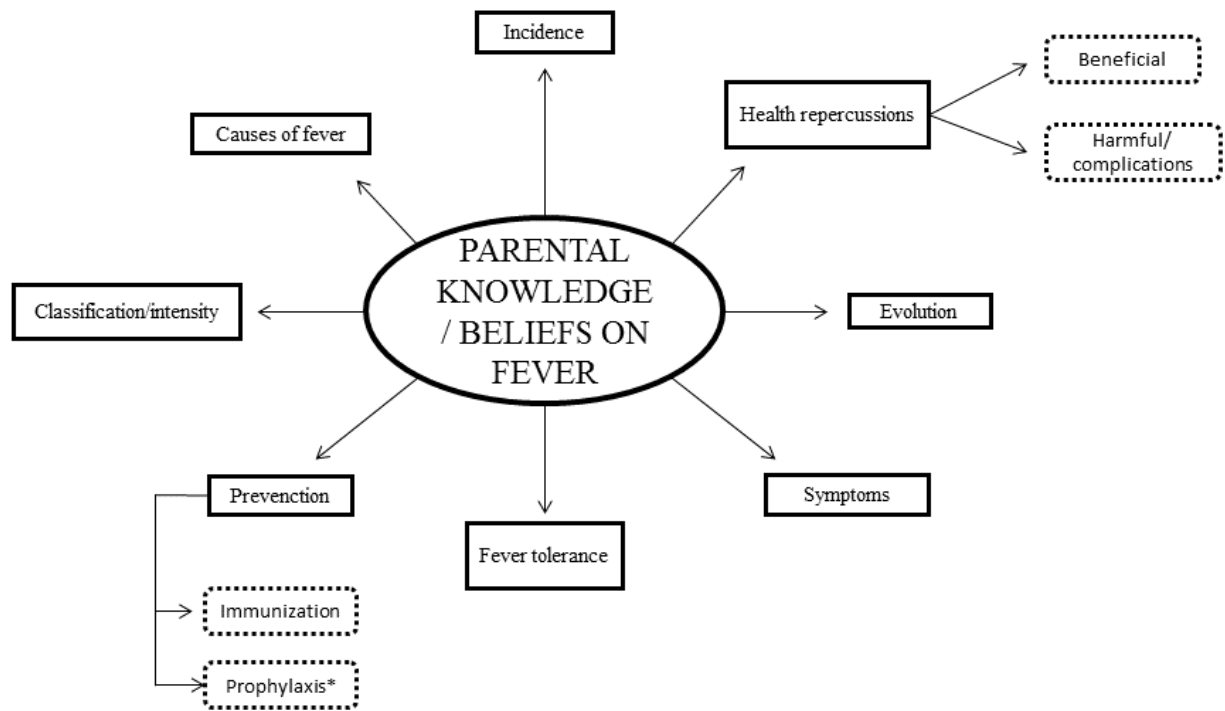 Incidence
Beneficial
Health repercussions
Harmful/
complications
Causes of fever
PARENTAL
KNOWLEDGE
/ BELIEFS ON
FEVER
Classification/intensity
Evolution
Prevenction
Symptoms
Fever tolerance
Immunization
Prophylaxis*